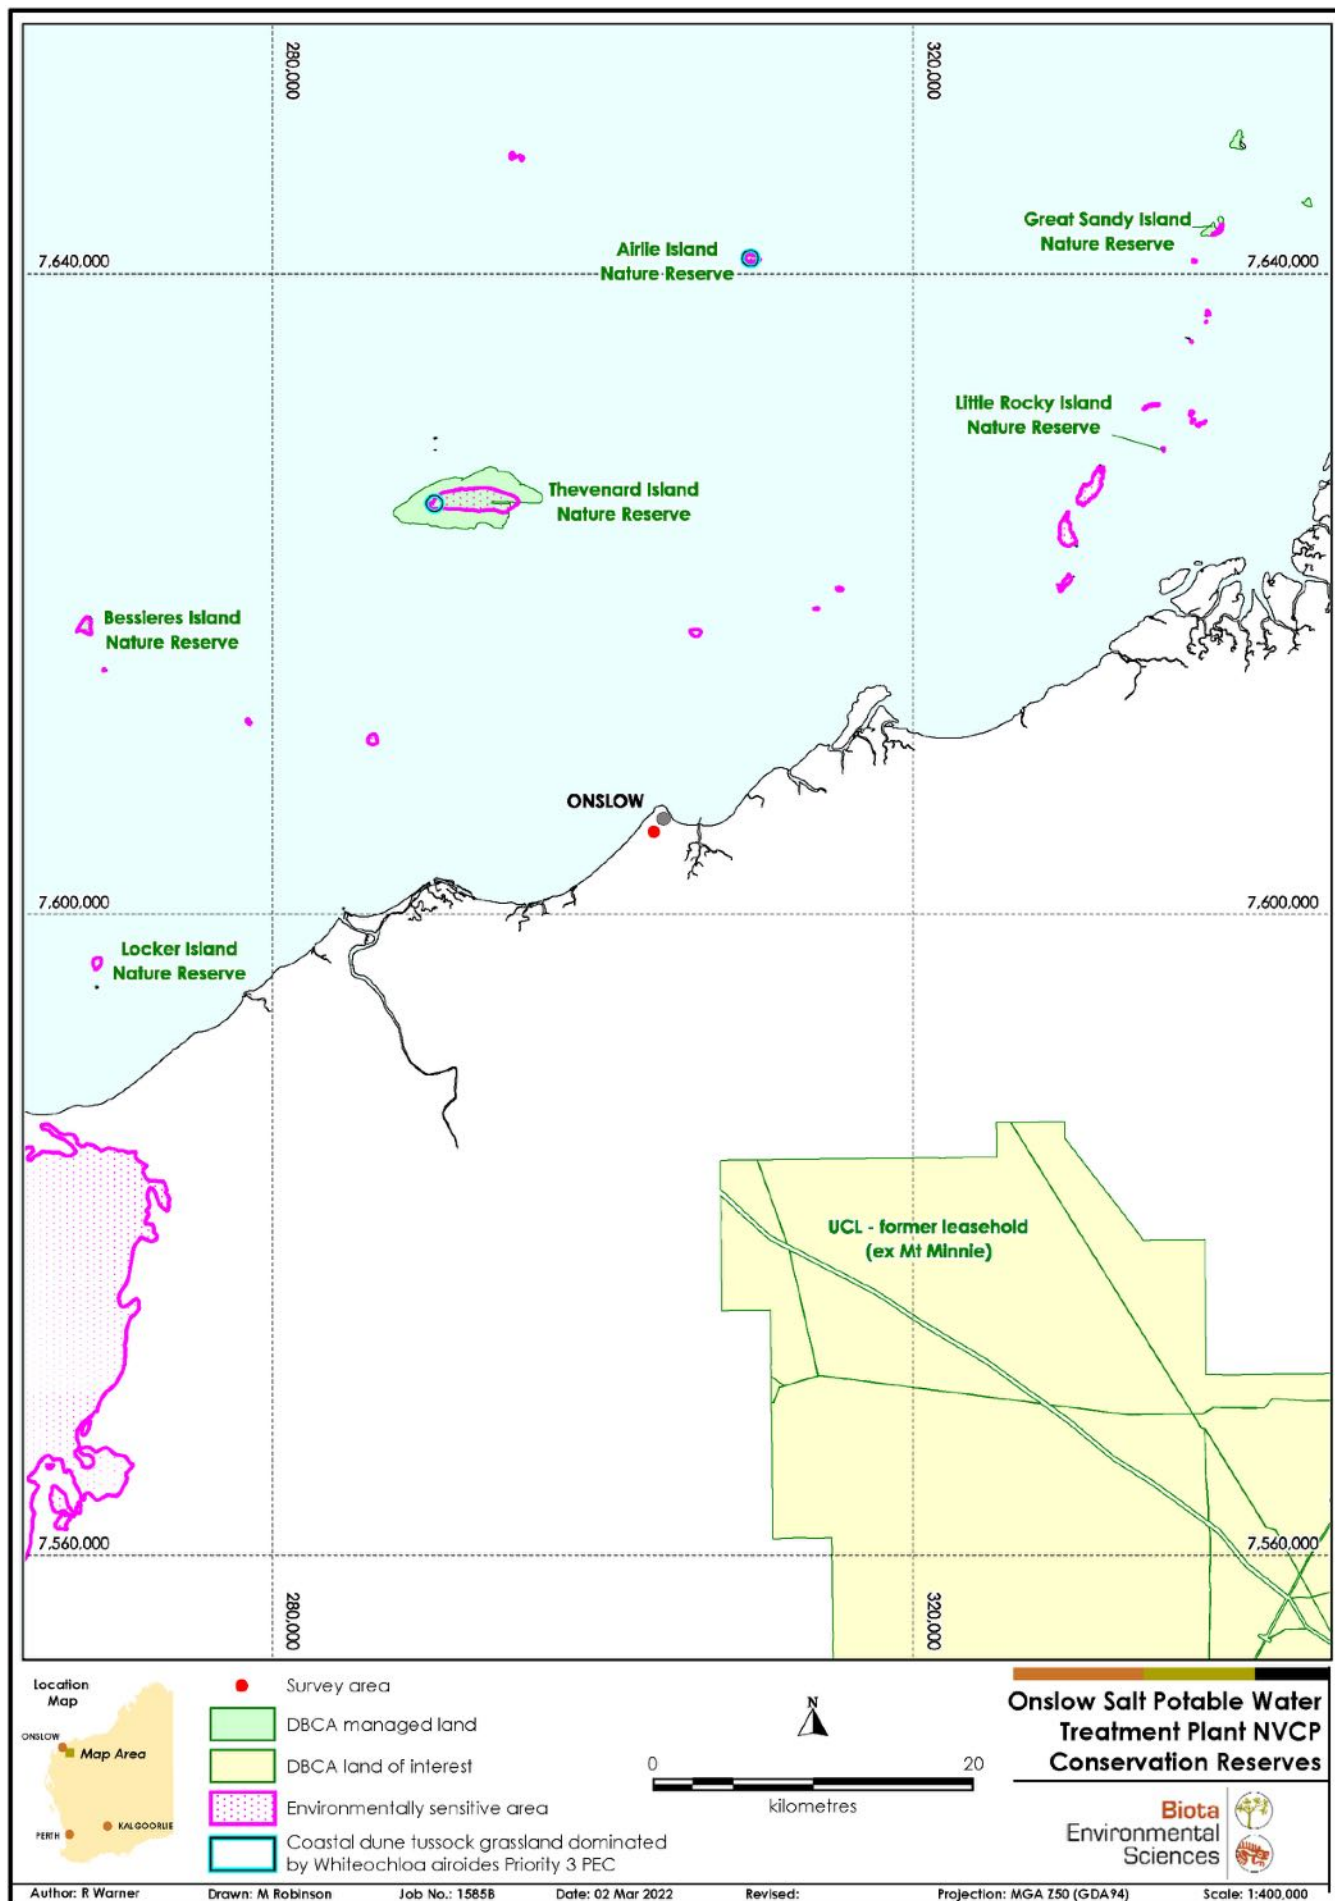 280,000
320,000
Great Sandy Island
Nature Reserve
Airlie Island
Nature Reserve
7,640,000
7,640,000
Little Rocky Island
Nature Reserve
Thevenard Island
Nature Reserve
Bessieres Island
Nature Reserve
ONSLOW
7,600,000
7,600,000
Locker Island
Nature Reserve
UCL - former leasehold
(ex Mt Minnie)
7,560,000
7,560,000
280,000
320,000
Location
Map
ONSLOW
Map Area
KALGOORLIE
PERTH
Survey area
DBCA managed land
DBCA land of interest
Environmentally sensitive area
Coastal dune tussock grassland dominated
by Whiteochloa airoides Priority 3 PEC
N
0
20
kilometres
Onslow Salt Potable Water
Treatment Plant NVCP
Conservation Reserves
Biota
Environmental
Sciences
Author: R Warner
Drawn: M Robinson
Job No.: 1585B
Date: 02 Mar 2022
Revised:
Projection: MGA Z50 (GDA94)
Scale: 1:400,000